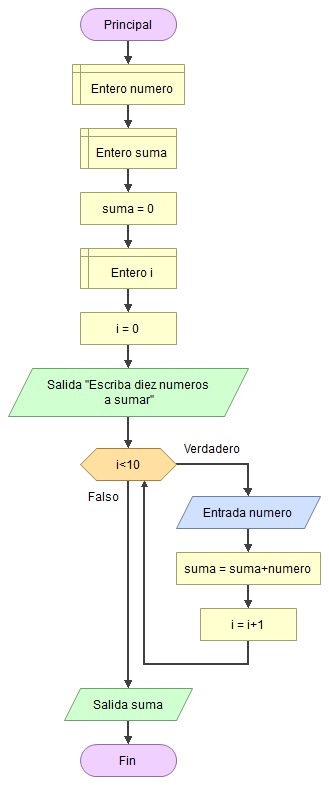 Principal
Entero numero
Entero suma
suma = 0
Entero i
i = 0
Salida "Escriba diez numeros
a sumar"
i<10
Verdadero
Falso
Entrada numero
suma = suma+numero
i = i+1
Salida suma
Fin